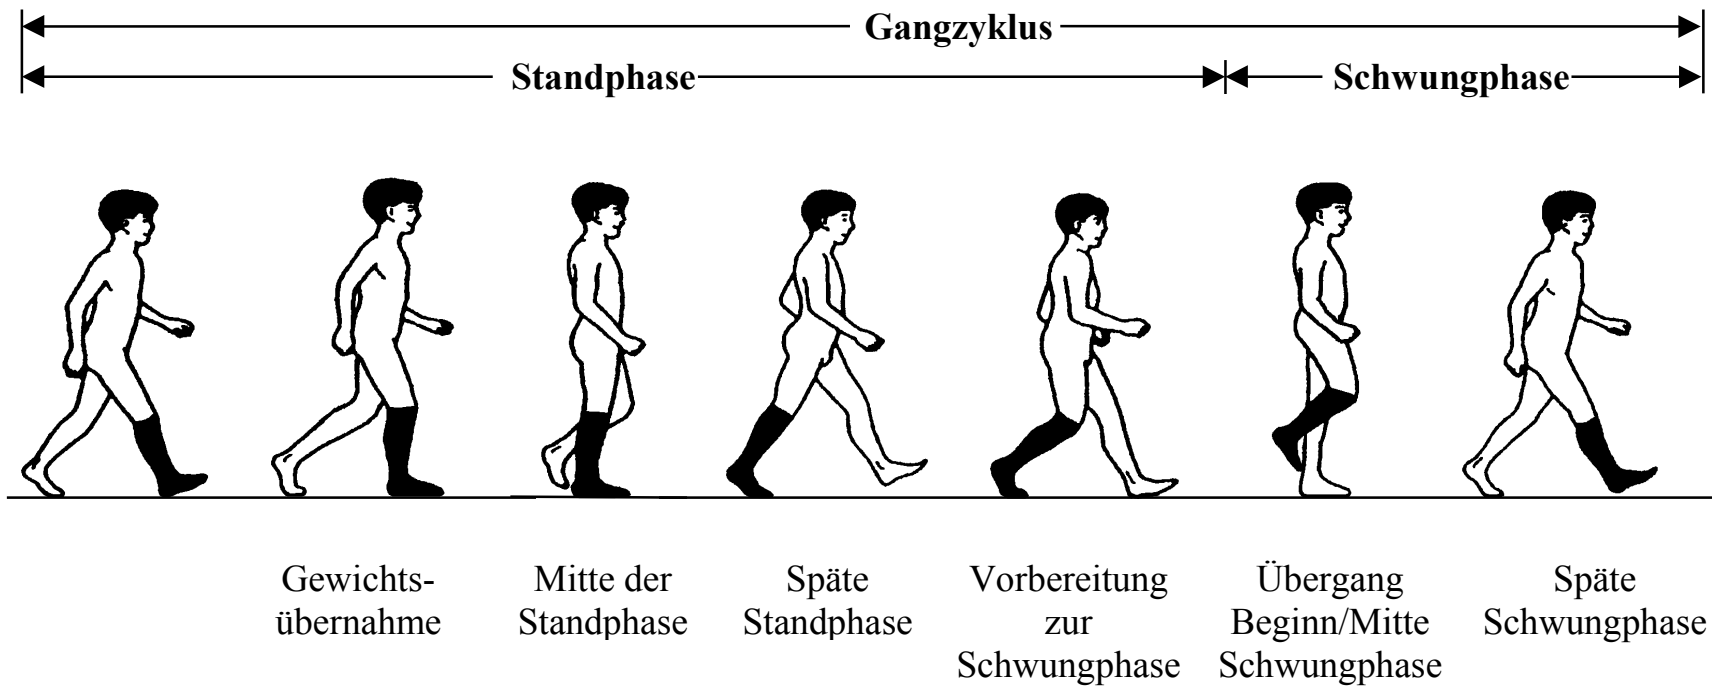 Gangzyklus
Standphase
Schwungphase
Gewichts-
übernahme
Mitte der
Standphase
Späte
Standphase
Vorbereitung
zur
Schwungphase
Übergang
Beginn/Mitte
Schwungphase
Späte
Schwungphase